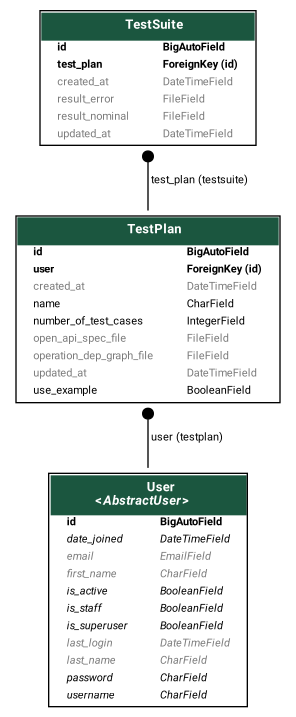 TestSuite
id BigAutoField
test_plan ForeignKey (id)
created_at DateTimeField
result_error FileField
result_nominal FileField
updated_at DateTimeField
test_plan (testsuite)
TestPlan
id BigAutoField
user ForeignKey (id)
created_at DateTimeField
name CharField
number_of_test_cases IntegerField
open_api_spec_file FileField
operation_dep_graph_file FileField
updated_at DateTimeField
use_example BooleanField
user (testplan)
User
<AbstractUser>
id BigAutoField
date_joined DateTimeField
email EmailField
first_name CharField
is_active BooleanField
is_staff BooleanField
is_superuser BooleanField
last_login DateTimeField
last_name CharField
password CharField
username CharField